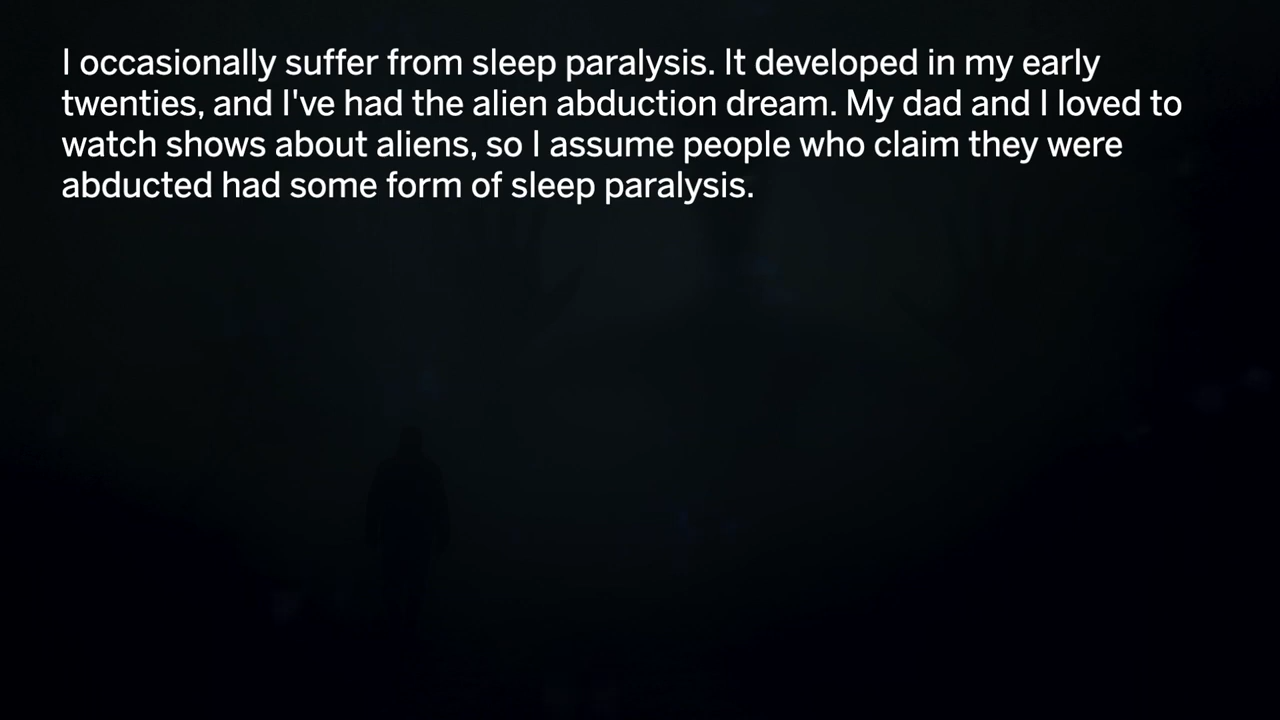 I occasionally suffer from sleep paralysis. It developed in my early
twenties, and I've had the alien abduction dream. My dad and I loved to
watch shows about aliens, so I assume people who claim they were
abducted had some form of sleep paralysis.